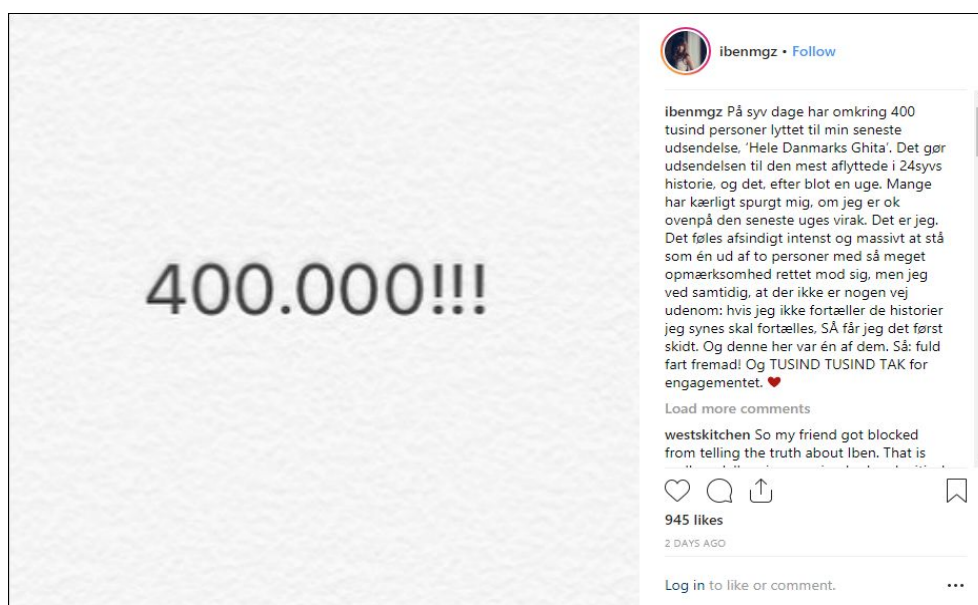 400.000!!!
ibenmgz • Follow
ibenmgz På syv dage har omkring 400
tusind personer lyttet til min seneste
udsendelse, 'Hele Danmarks Ghita'. Det gør
udsendelsen til den mest aflyttede i 24syvs
historie, og det, efter blot en uge. Mange
har kærligt spurgt mig, om jeg er ok
ovenpå den seneste uges virak. Det er jeg.
Det føles afsindigt intenst og massivt at stå
som én ud af to personer med så meget
opmærksomhed rettet mod sig, men jeg
ved samtidig, at der ikke er nogen vej
udenom: hvis jeg ikke fortæller de historier
jeg synes skal fortælles, SÅ får jeg det først
skidt. Og denne her var én af dem. Så: fuld
fart fremad! Og TUSIND TUSIND TAK for
engagementet. ❤
Load more comments
westskitchen So my friend got blocked
from telling the truth about Iben. That is
945 likes
2 DAYS AGO
Log in to like or comment.